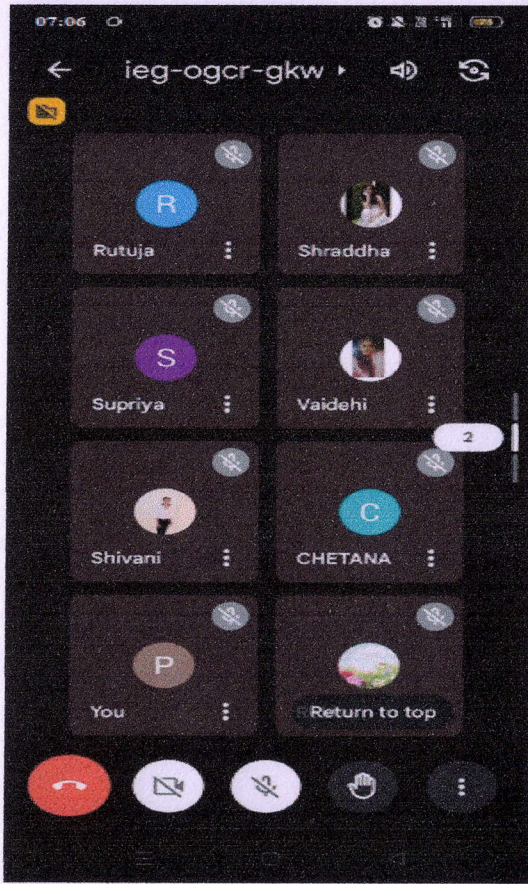 07:06
ieg-ogcr-gkw
R
Rutuja
Shraddha
S
Supriya
Vaidehi
2
Shivani
C
CHETANA
P
You
Return to top